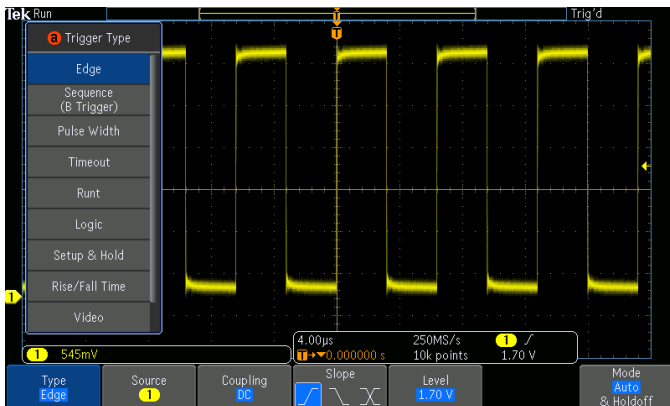 Tek Run Trig'd
T
a Trigger Type
Edge
Sequence
(B Trigger)
Pulse Width
Timeout
Runt
Logic
Setup & Hold
Rise/Fall Time
Video
1
1 545mV
4.00µs 250MS/s 1
T→▼0.000000 s 10k points 1.70 V
Type
Edge
Source
1
Coupling
DC
Slope
Level
1.70 V
Mode
Auto
& Holdoff